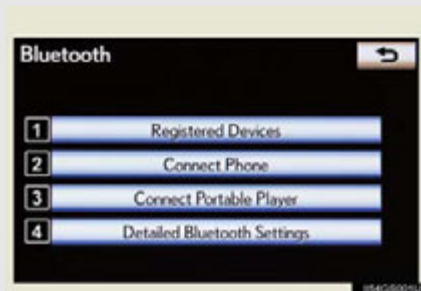 Bluetooth
1 Registered Devices
2 Connect Phone
3 Connect Portable Player
4 Detailed Bluetooth Settings